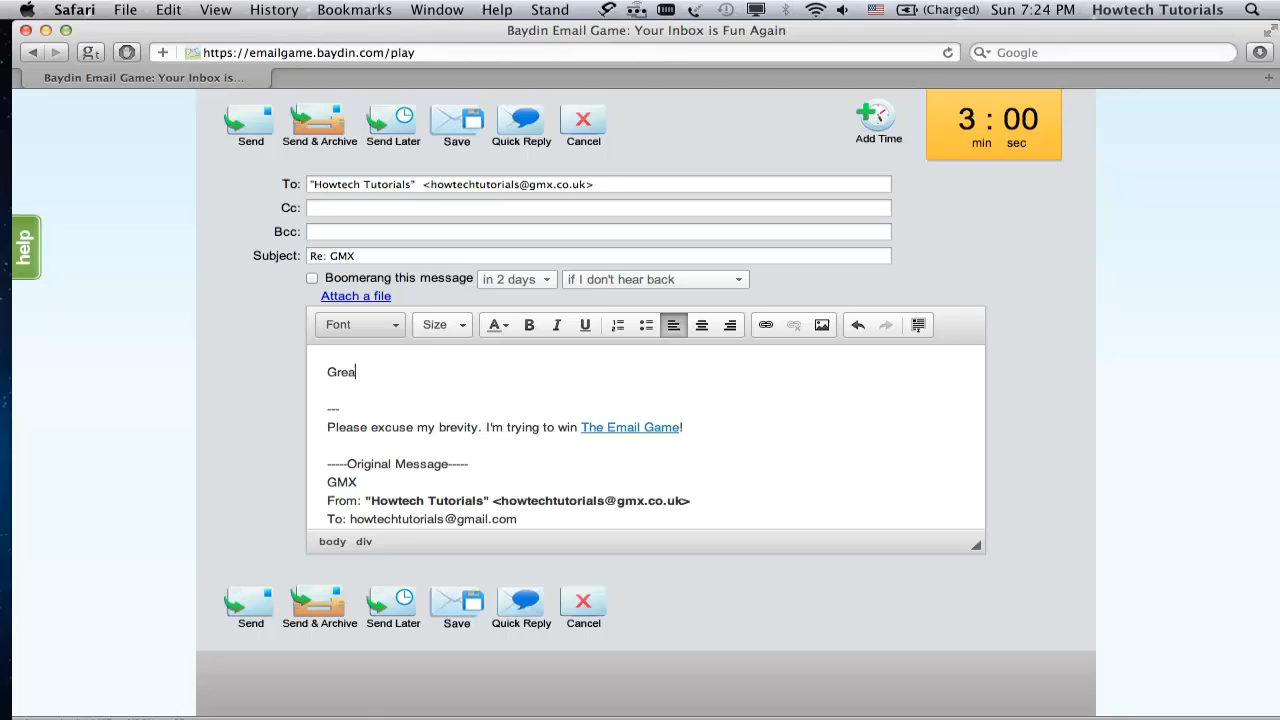 Safari File Edit View History Bookmarks Window Help Stand (Charged) Sun 7:24 PM Howtech Tutorials
Baydin Email Game: Your Inbox is Fun Again
https://emailgame.baydin.com/play
Google
Baydin Email Game: Your Inbox is...
Send Send & Archive Send Later Save Quick Reply Cancel Add Time
3 : 00
min sec
help
To: "Howtech Tutorials" <howtechtutorials@gmx.co.uk>
Cc:
Bcc:
Subject: Re: GMX
Boomerang this message in 2 days if I don't hear back
Attach a file
Font Size A B I U
Grea
---
Please excuse my brevity. I'm trying to win The Email Game!
-----Original Message-----
GMX
From: "Howtech Tutorials" <howtechtutorials@gmx.co.uk>
To: howtechtutorials@gmail.com
body div
Send Send & Archive Send Later Save Quick Reply Cancel